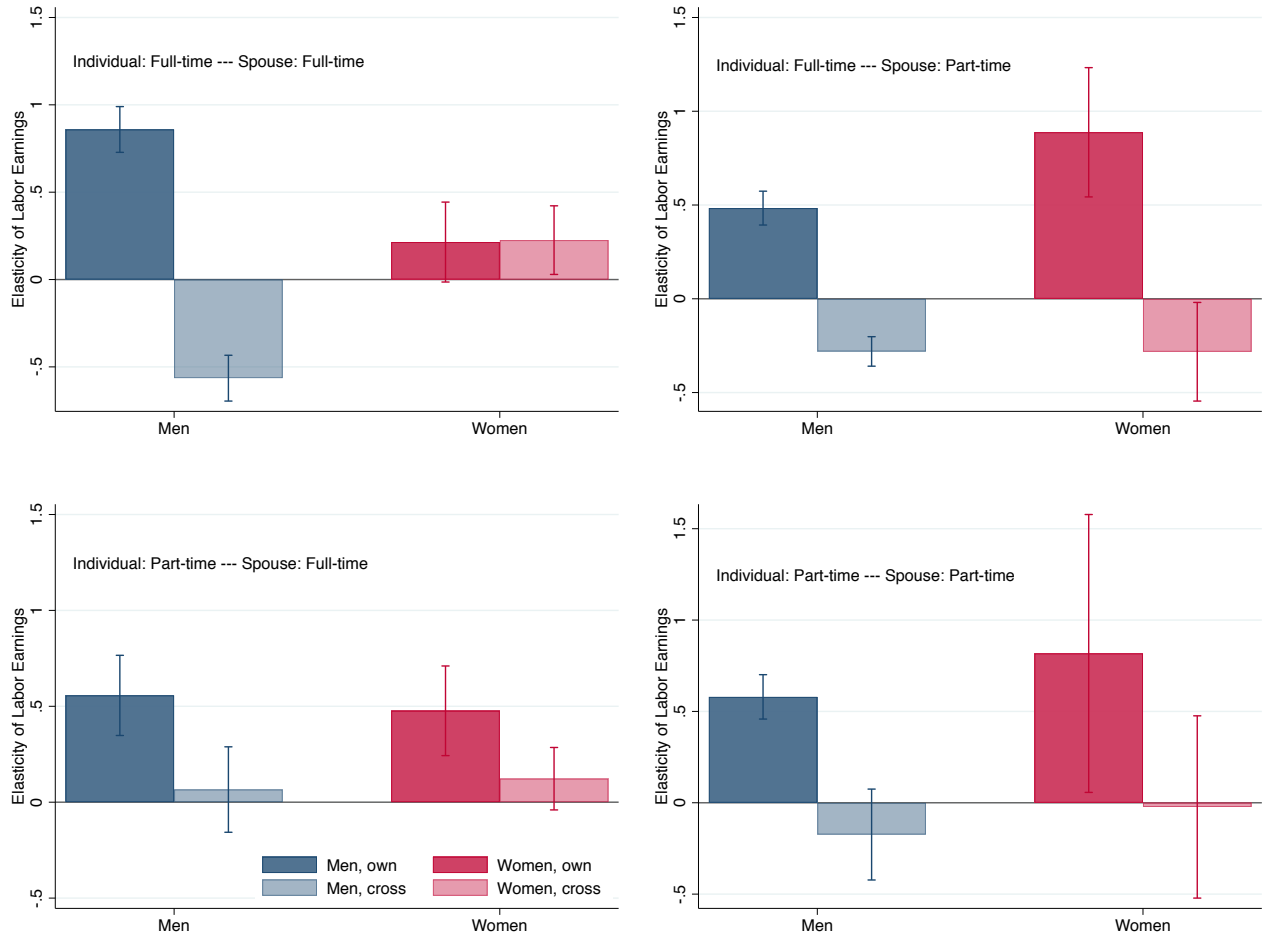 Individual: Full-time --- Spouse: Full-time
Elasticity of Labor Earnings
1.5
1
.5
0
-.5
Men
Women
Individual: Full-time --- Spouse: Part-time
Elasticity of Labor Earnings
1.5
1
.5
0
-.5
Men
Women
Individual: Part-time --- Spouse: Full-time
Elasticity of Labor Earnings
1.5
1
.5
0
-.5
Men, own
Women, own
Men, cross
Women, cross
Men
Women
Individual: Part-time --- Spouse: Part-time
Elasticity of Labor Earnings
1.5
1
.5
0
-.5
Men
Women